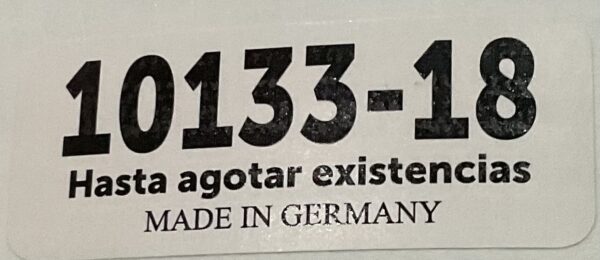 10133-18
Hasta agotar existencias
MADE IN GERMANY